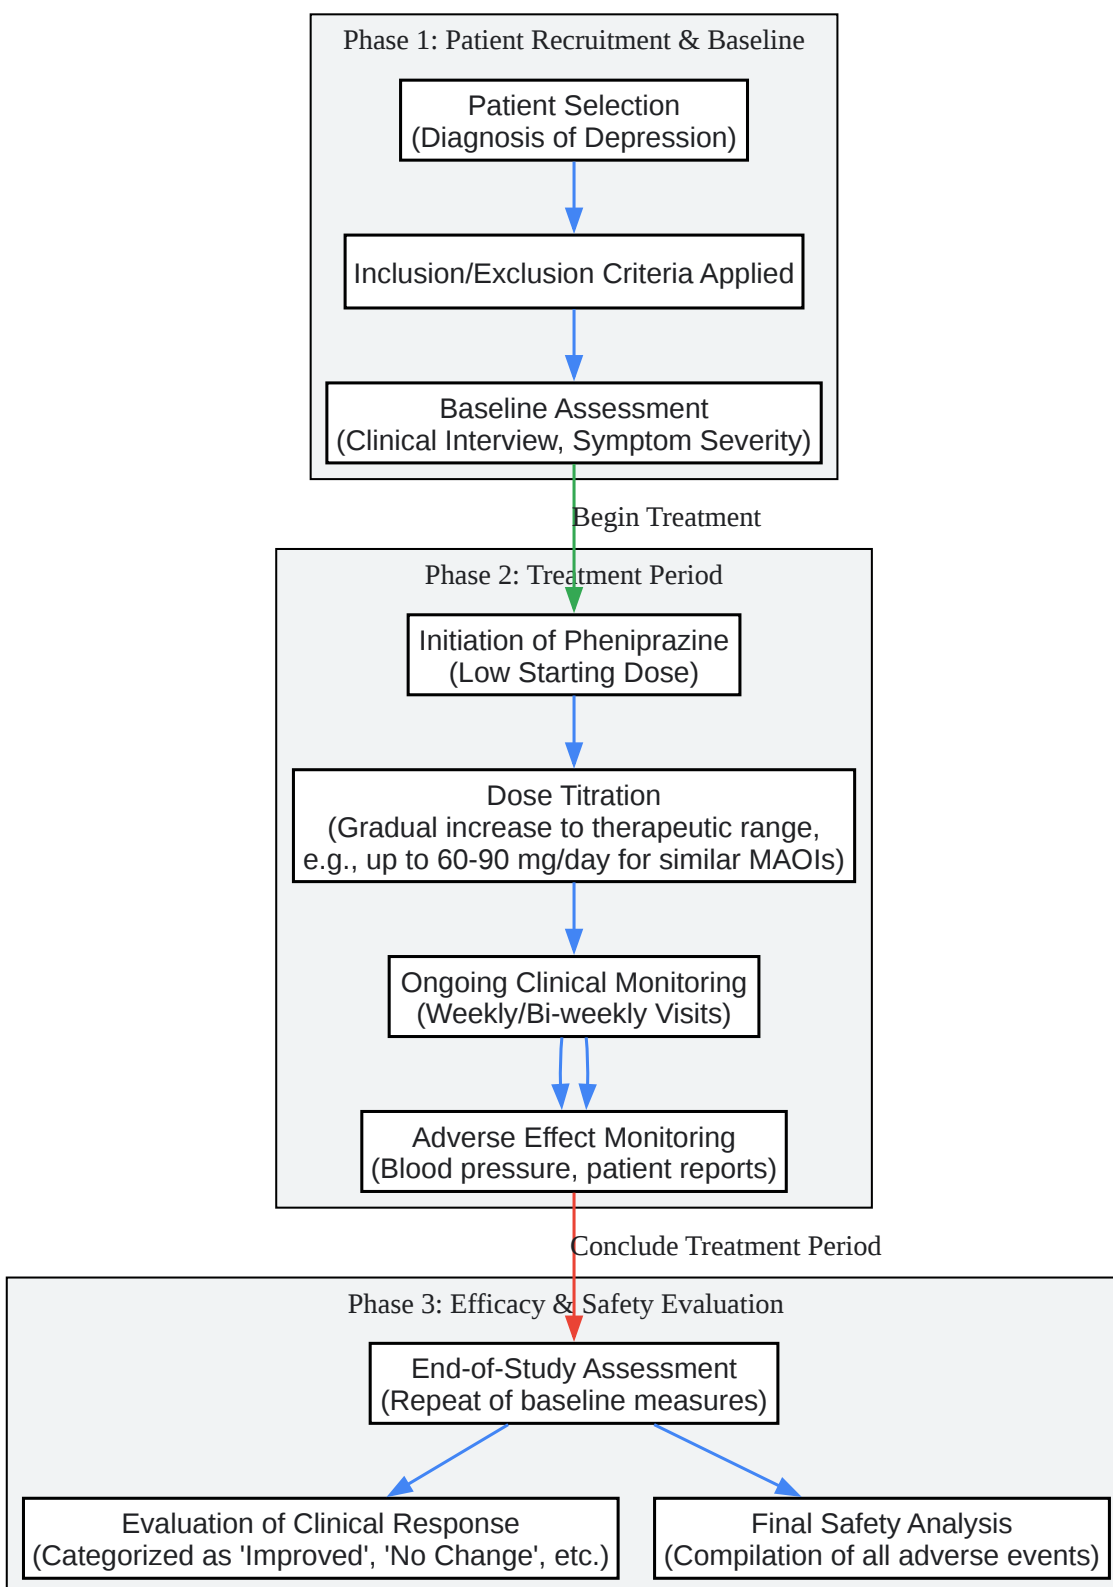 Phase 1: Patient Recruitment & Baseline
Patient Selection
(Diagnosis of Depression)
Inclusion/Exclusion Criteria Applied
Baseline Assessment
(Clinical Interview, Symptom Severity)
Begin Treatment
Phase 2: Treatment Period
Initiation of Pheniprazine
(Low Starting Dose)
Dose Titration
(Gradual increase to therapeutic range,
e.g., up to 60-90 mg/day for similar MAOIs)
Ongoing Clinical Monitoring
(Weekly/Bi-weekly Visits)
Adverse Effect Monitoring
(Blood pressure, patient reports)
Conclude Treatment Period
Phase 3: Efficacy & Safety Evaluation
End-of-Study Assessment
(Repeat of baseline measures)
Evaluation of Clinical Response
(Categorized as 'Improved', 'No Change', etc.)
Final Safety Analysis
(Compilation of all adverse events)